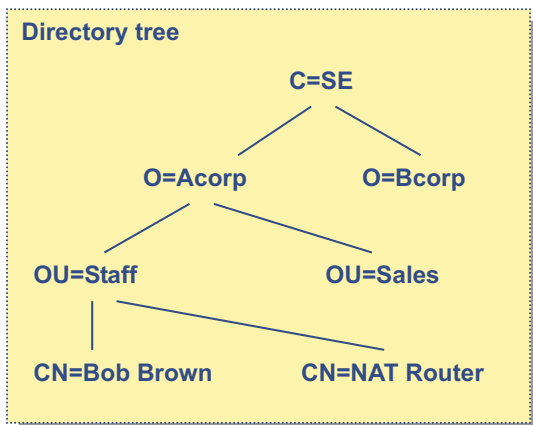 Directory tree
C=SE
O=Acorp O=Bcorp
OU=Staff OU=Sales
CN=Bob Brown CN=NAT Router